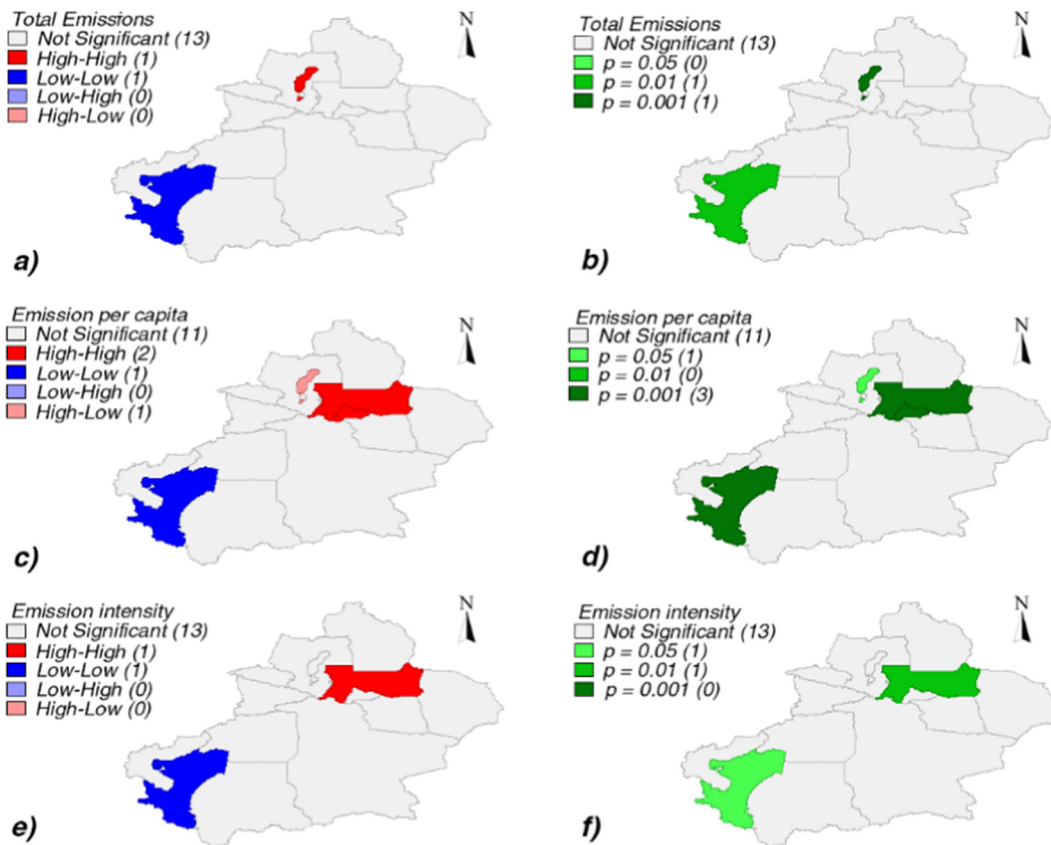 Total Emissions
Not Significant (13)
High-High (1)
Low-Low (1)
Low-High (0)
High-Low (0)
N
a)
Total Emissions
Not Significant (13)
p = 0.05 (0)
p = 0.01 (1)
p = 0.001 (1)
N
b)
Emission per capita
Not Significant (11)
High-High (2)
Low-Low (1)
Low-High (0)
High-Low (1)
N
c)
Emission per capita
Not Significant (11)
p = 0.05 (1)
p = 0.01 (0)
p = 0.001 (3)
N
d)
Emission intensity
Not Significant (13)
High-High (1)
Low-Low (1)
Low-High (0)
High-Low (0)
N
e)
Emission intensity
Not Significant (13)
p = 0.05 (1)
p = 0.01 (1)
p = 0.001 (0)
N
f)